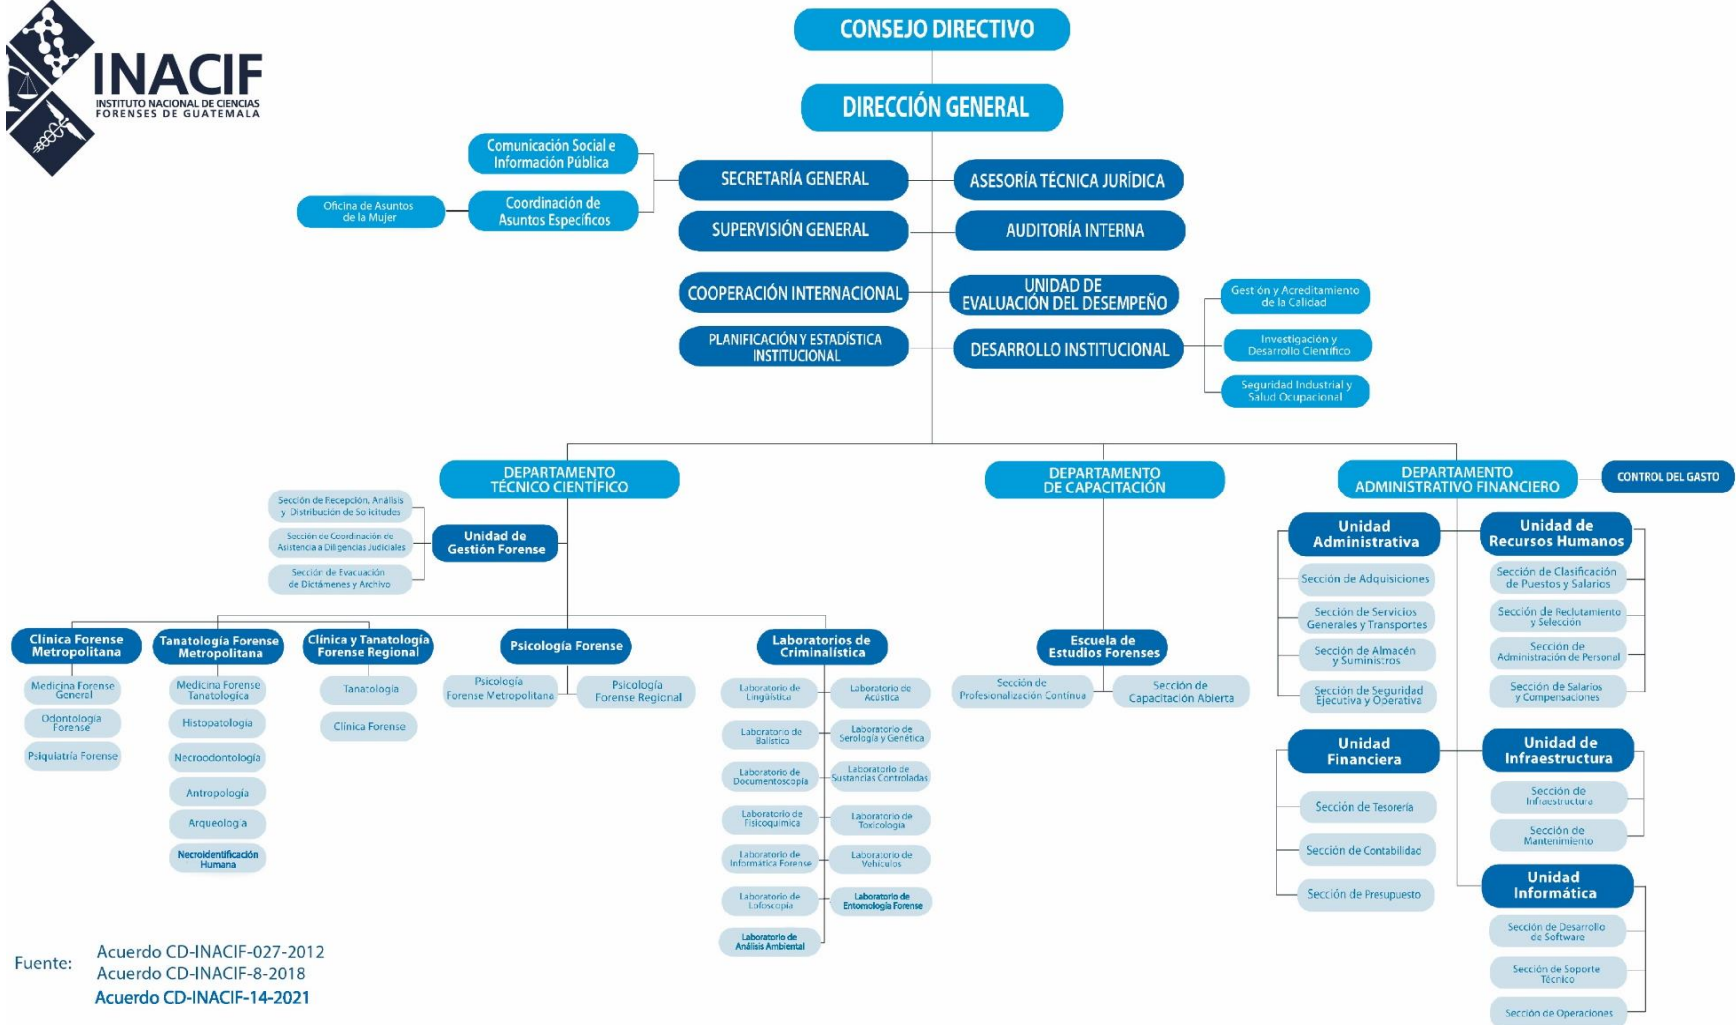 INACIF
INSTITUTO NACIONAL DE CIENCIAS
FORENSES DE GUATEMALA
CONSEJO DIRECTIVO
DIRECCIÓN GENERAL
Comunicación Social e
Información Pública
Oficina de Asuntos
de la Mujer
Coordinación de
Asuntos Específicos
SECRETARÍA GENERAL
ASESORÍA TÉCNICA JURÍDICA
SUPERVISIÓN GENERAL
AUDITORÍA INTERNA
COOPERACIÓN INTERNACIONAL
UNIDAD DE
EVALUACIÓN DEL DESEMPEÑO
PLANIFICACIÓN Y ESTADÍSTICA
INSTITUCIONAL
DESARROLLO INSTITUCIONAL
Gestión y Acreditamiento
de la Calidad
Investigación y
Desarrollo Científico
Seguridad Industrial y
Salud Ocupacional
DEPARTAMENTO
TÉCNICO CIENTÍFICO
DEPARTAMENTO
DE CAPACITACIÓN
DEPARTAMENTO
ADMINISTRATIVO FINANCIERO
CONTROL DEL GASTO
Sección de Recepción, Análisis
y Distribución de Solicitudes
Sección de Coordinación de
Asistencia a Diligencias Judiciales
Sección de Evacuación
de Dictámenes y Archivo
Unidad de
Gestión Forense
Clínica Forense
Metropolitana
Medicina Forense
General
Odontología
Forense
Psiquiatría Forense
Tanatología Forense
Metropolitana
Medicina Forense
Tanatológica
Histopatología
Necroodontología
Antropología
Arqueología
Necroidentificación
Humana
Clínica y Tanatología
Forense Regional
Tanatología
Clínica Forense
Psicología Forense
Psicología
Forense Metropolitana
Psicología
Forense Regional
Laboratorios de
Criminalística
Laboratorio de
Lingüística
Laboratorio de
Acústica
Laboratorio de
Balística
Laboratorio de
Serología y Genética
Laboratorio de
Documentoscopía
Laboratorio de
Sustancias Controladas
Laboratorio de
Fisicoquímica
Laboratorio de
Toxicología
Laboratorio de
Informática Forense
Laboratorio de
Vehículos
Laboratorio de
Lofoscopía
Laboratorio de
Entomología Forense
Laboratorio de
Análisis Ambiental
Escuela de
Estudios Forenses
Sección de
Profesionalización Contínua
Sección de
Capacitación Abierta
Unidad
Administrativa
Sección de Adquisiciones
Sección de Servicios
Generales y Transportes
Sección de Almacén
y Suministros
Sección de Seguridad
Ejecutiva y Operativa
Unidad de
Recursos Humanos
Sección de Clasificación
de Puestos y Salarios
Sección de Reclutamiento
y Selección
Sección de
Administración de Personal
Sección de Salarios
y Compensaciones
Unidad
Financiera
Sección de Tesorería
Sección de Contabilidad
Sección de Presupuesto
Unidad de
Infraestructura
Sección de
Infraestructura
Sección de
Mantenimiento
Unidad
Informática
Sección de Desarrollo
de Software
Sección de Soporte
Técnico
Sección de Operaciones
Fuente:
Acuerdo CD-INACIF-027-2012
Acuerdo CD-INACIF-8-2018
Acuerdo CD-INACIF-14-2021